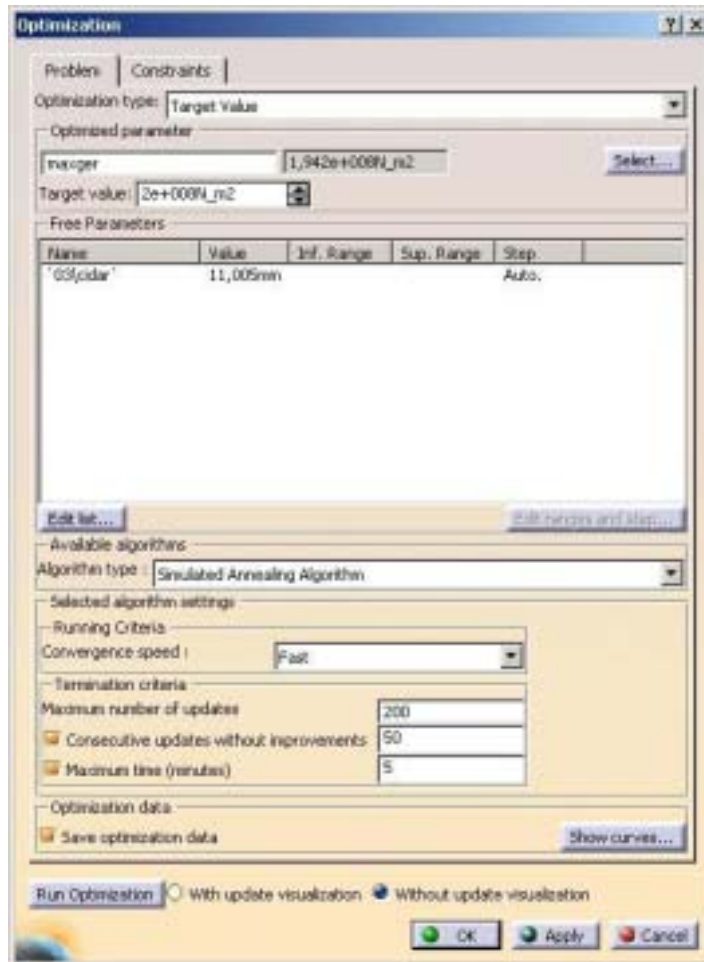 Optimization
Problem Constraints
Optimization type: Target Value
Optimized parameter
maxger 1,942e+008N_m2 Select...
Target value: 2e+008N_m2
Free Parameters
Name Value Inf. Range Sup. Range Step
11,005mm Auto.
Edit list... Edit ranges and step...
Available algorithms
Algorithm type : Simulated Annealing Algorithm
Selected algorithm settings
Running Criteria
Convergence speed : Fast
Termination criteria
Maximum number of updates 200
Consecutive updates without improvements 50
Maximum time (minutes) 5
Optimization data
Save optimization data Show curves...
Run Optimization With update visualization Without update visualization
OK Apply Cancel